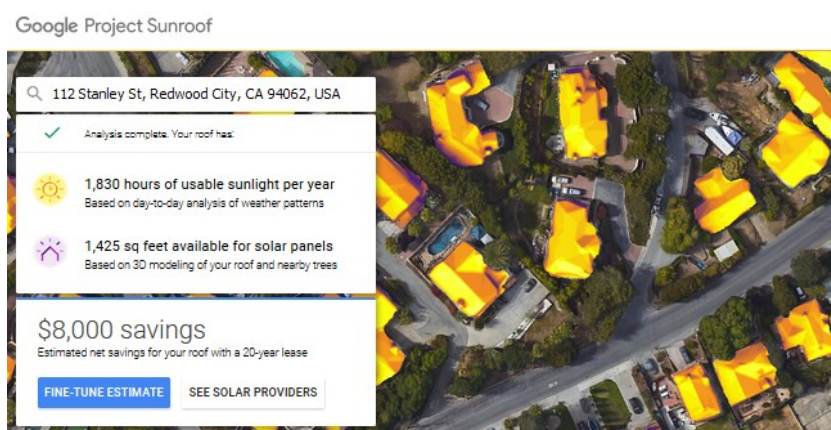 Google Project Sunroof
112 Stanley St, Redwood City, CA 94062, USA
Analysis complete. Your roof has:
1,830 hours of usable sunlight per year
Based on day-to-day analysis of weather patterns
1,425 sq feet available for solar panels
Based on 3D modeling of your roof and nearby trees
$8,000 savings
Estimated net savings for your roof with a 20-year lease
FINE-TUNE ESTIMATE
SEE SOLAR PROVIDERS